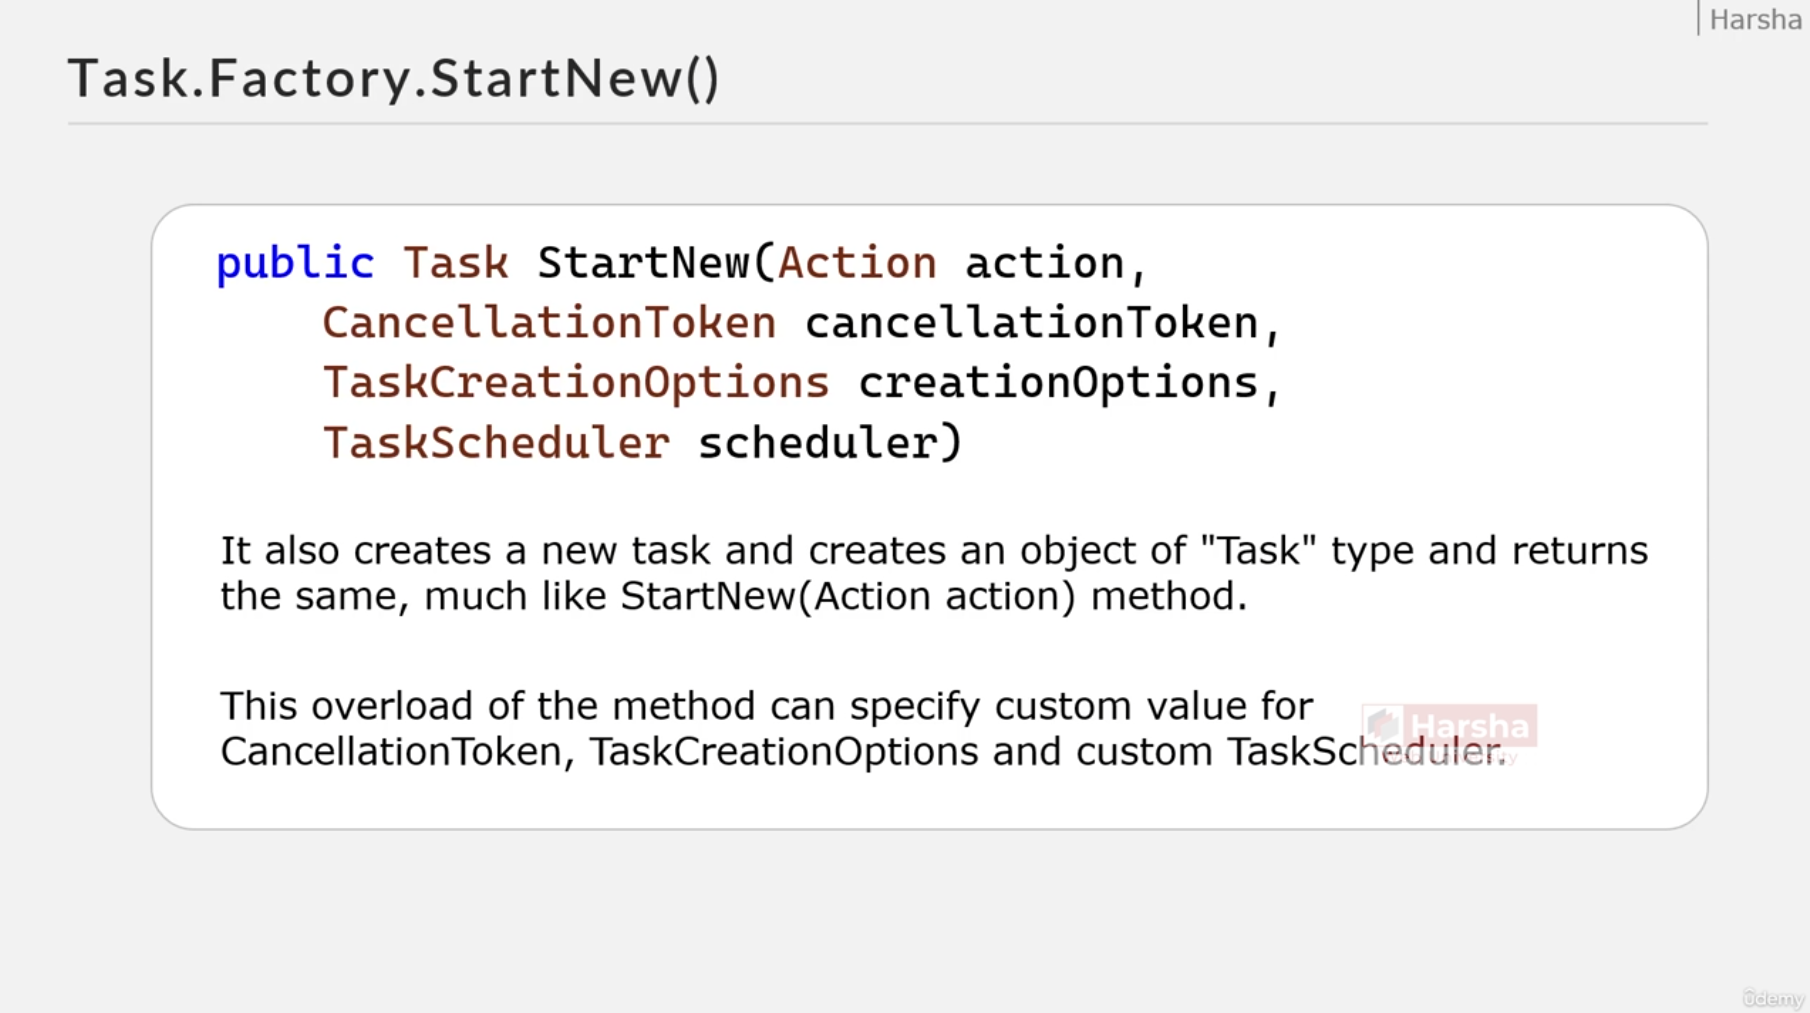 Harsha
Task.Factory.StartNew()
public Task StartNew(Action action,
CancellationToken cancellationToken,
TaskCreationOptions creationOptions,
TaskScheduler scheduler)
It also creates a new task and creates an object of "Task" type and returns
the same, much like StartNew(Action action) method.
This overload of the method can specify custom value for
Harsha
CancellationToken, TaskCreationOptions and custom TaskScheduler.
ûdemy